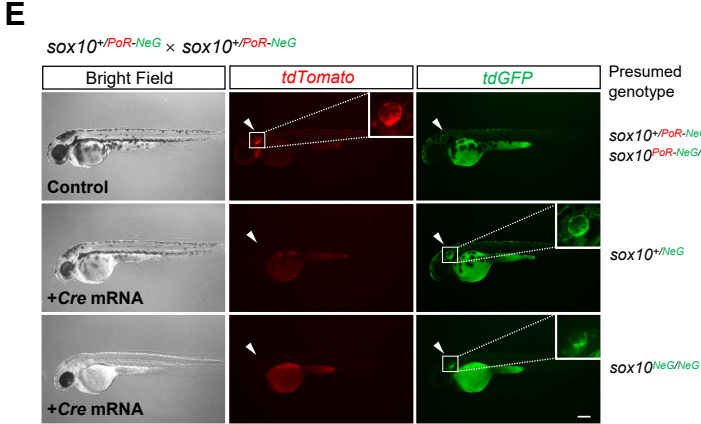 E
sox10+/PoR-NeG × sox10+/PoR-NeG
Bright Field tdTomato tdGFP Presumed genotype
Control
sox10+/PoR-Ne
sox10PoR-NeG/
+Cre mRNA
sox10+/NeG
+Cre mRNA
sox10NeG/NeG